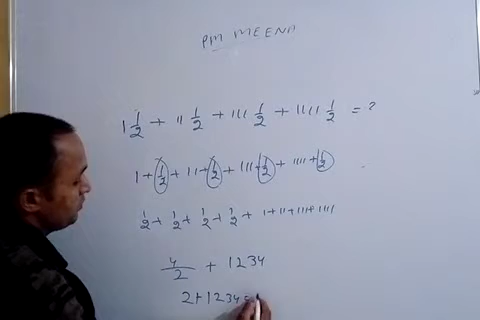 PM MEENA
1 1/2 + 11 1/2 + 111 1/2 + 1111 1/2 = ?
1 + 1/2 + 11 + 1/2 + 111 + 1/2 + 1111 + 1/2
1/2 + 1/2 + 1/2 + 1/2 + 1 + 11 + 111 + 1111
4/2 + 1234
2 + 1234 =